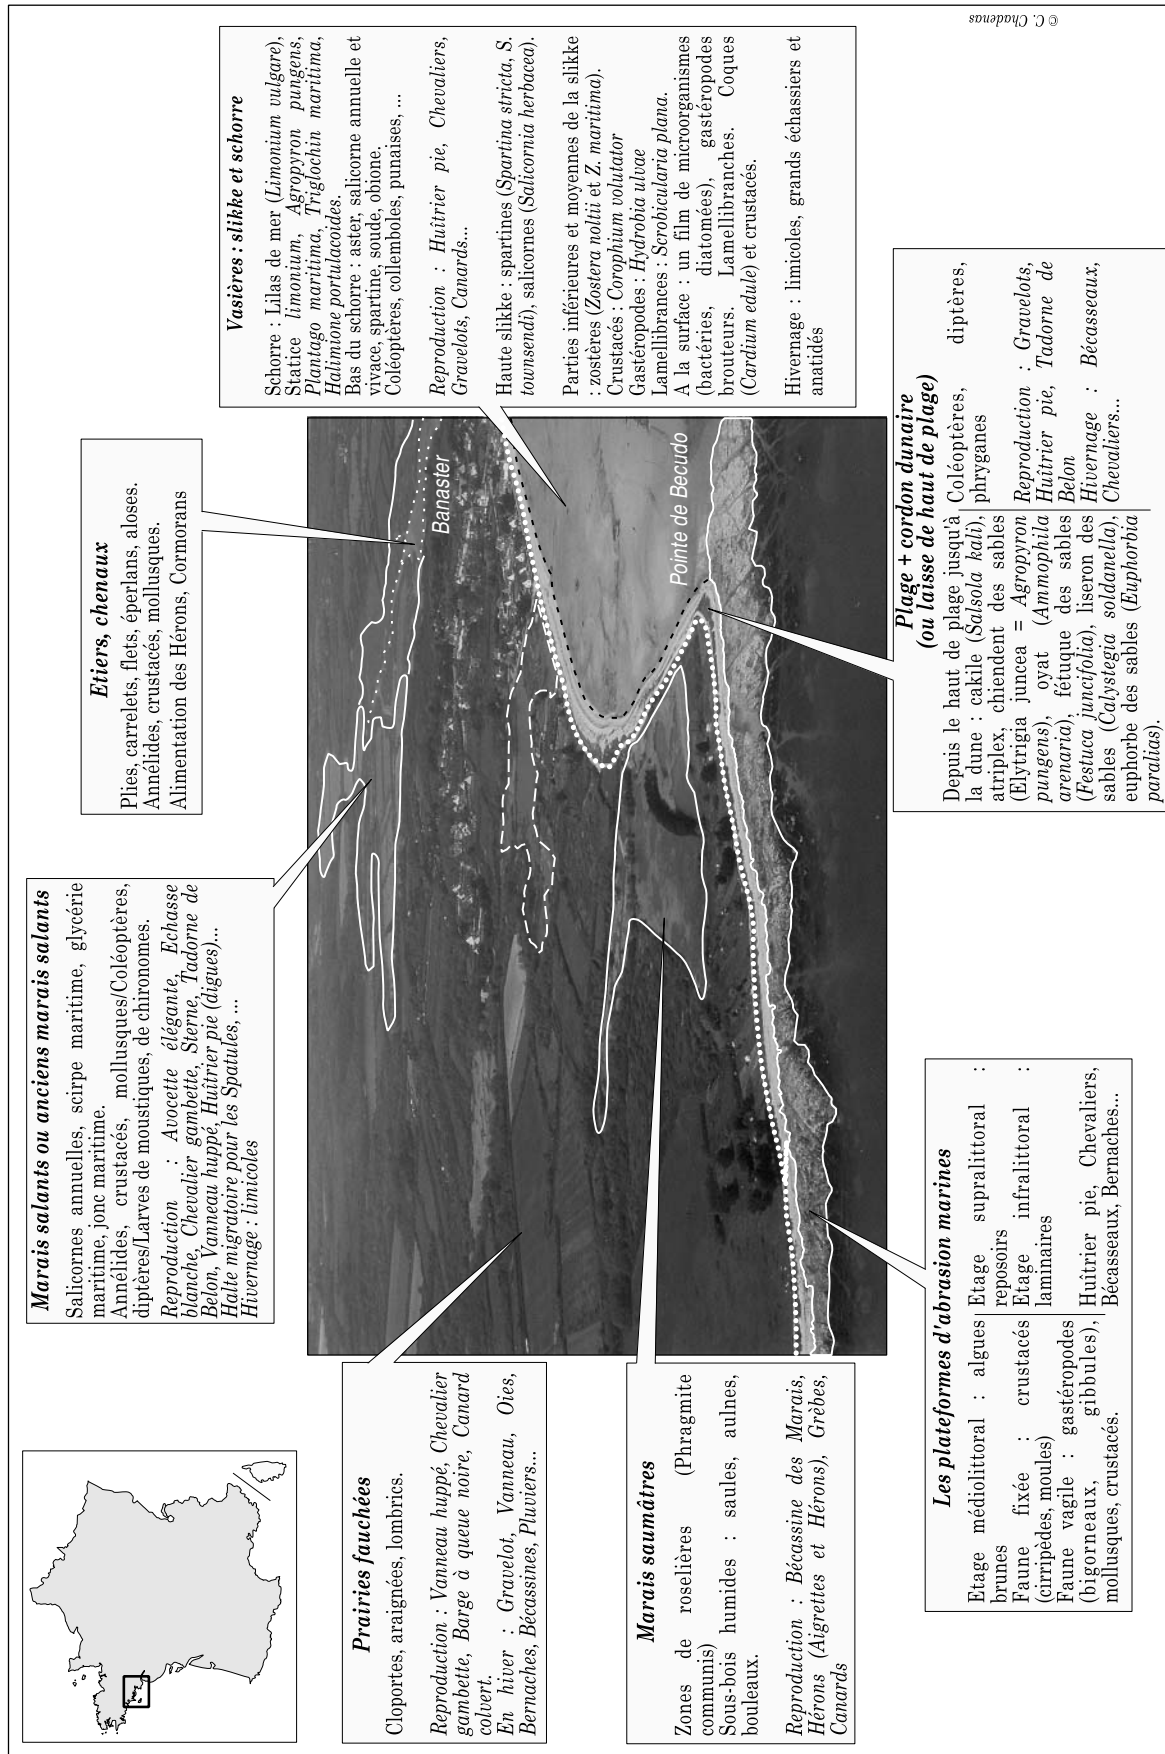 Marais salants ou anciens marais salants
Salicornes annuelles, scirpe maritime, glycérie
maritime, jonc maritime.
Annélides, crustacés, mollusques/Coléoptères,
diptères/Larves de moustiques, de chironomes.
Reproduction : Avocette élégante, Echasse
blanche, Chevalier gambette, Sterne, Tadorne de
Belon, Vanneau huppé, Huîtrier pie (digues)...
Halte migratoire pour les Spatules, ...
Hivernage : limicoles
Etiers, chenaux
Plies, carrelets, flets, éperlans, aloses.
Annélides, crustacés, mollusques.
Alimentation des Hérons, Cormorans
Vasières : slikke et schorre
Schorre : Lilas de mer (Limonium vulgare),
Statice limonium, Agropyron pungens,
Plantago maritima, Triglochin maritima,
Halimione portulacoides.
Bas du schorre : aster, salicorne annuelle et
vivace, spartine, soude, obione.
Coléoptères, collemboles, punaises, ...
Reproduction : Huîtrier pie, Chevaliers,
Gravelots, Canards...
Haute slikke : spartines (Spartina stricta, S.
townsendi), salicornes (Salicornia herbacea).
Parties inférieures et moyennes de la slikke
: zostères (Zostera noltii et Z. maritima).
Crustacés : Corophium volutator
Gastéropodes : Hydrobia ulvae
Lamellibrances : Scrobicularia plana.
A la surface : un film de microorganismes
(bactéries, diatomées), gastéropodes
brouteurs. Lamellibranches. Coques
(Cardium edule) et crustacés.
Hivernage : limicoles, grands échassiers et
anatidés
Prairies fauchées
Cloportes, araignées, lombrics.
Reproduction : Vanneau huppé, Chevalier
gambette, Barge à queue noire, Canard
colvert.
En hiver : Gravelot, Vanneau, Oies,
Bernaches, Bécassines, Pluviers...
Banaster
Pointe de Becudo
Marais saumâtres
Zones de roselières (Phragmite
communis)
Sous-bois humides : saules, aulnes,
bouleaux.
Reproduction : Bécassine des Marais,
Hérons (Aigrettes et Hérons), Grèbes,
Canards
Les plateformes d'abrasion marines
Etage médiolittoral : algues
brunes
Faune fixée : crustacés
(cirripèdes, moules)
Faune vagile : gastéropodes
(bigorneaux, gibbules),
mollusques, crustacés.
Etage supralittoral :
reposoirs
Etage infralittoral :
laminaires
Huîtrier pie, Chevaliers,
Bécasseaux, Bernaches...
Plage + cordon dunaire
(ou laisse de haut de plage)
Depuis le haut de plage jusqu'à
la dune : cakile (Salsola kali),
atriplex, chiendent des sables
(Elytrigia juncea = Agropyron
pungens), oyat (Ammophila
arenaria), fétuque des sables
(Festuca juncifolia), liseron des
sables (Calystegia soldanella),
euphorbe des sables (Euphorbia
paralias).
Coléoptères, diptères,
phryganes
Reproduction : Gravelots,
Huîtrier pie, Tadorne de
Belon
Hivernage : Bécasseaux,
Chevaliers...
© C. Chadenas